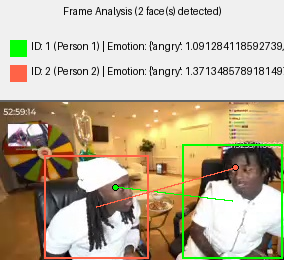 Frame Analysis (2 face(s) detected)
ID: 1 (Person 1) | Emotion: {'angry': 1.091284118592739,
ID: 2 (Person 2) | Emotion: {'angry': 1.371348578918149
52:59:14